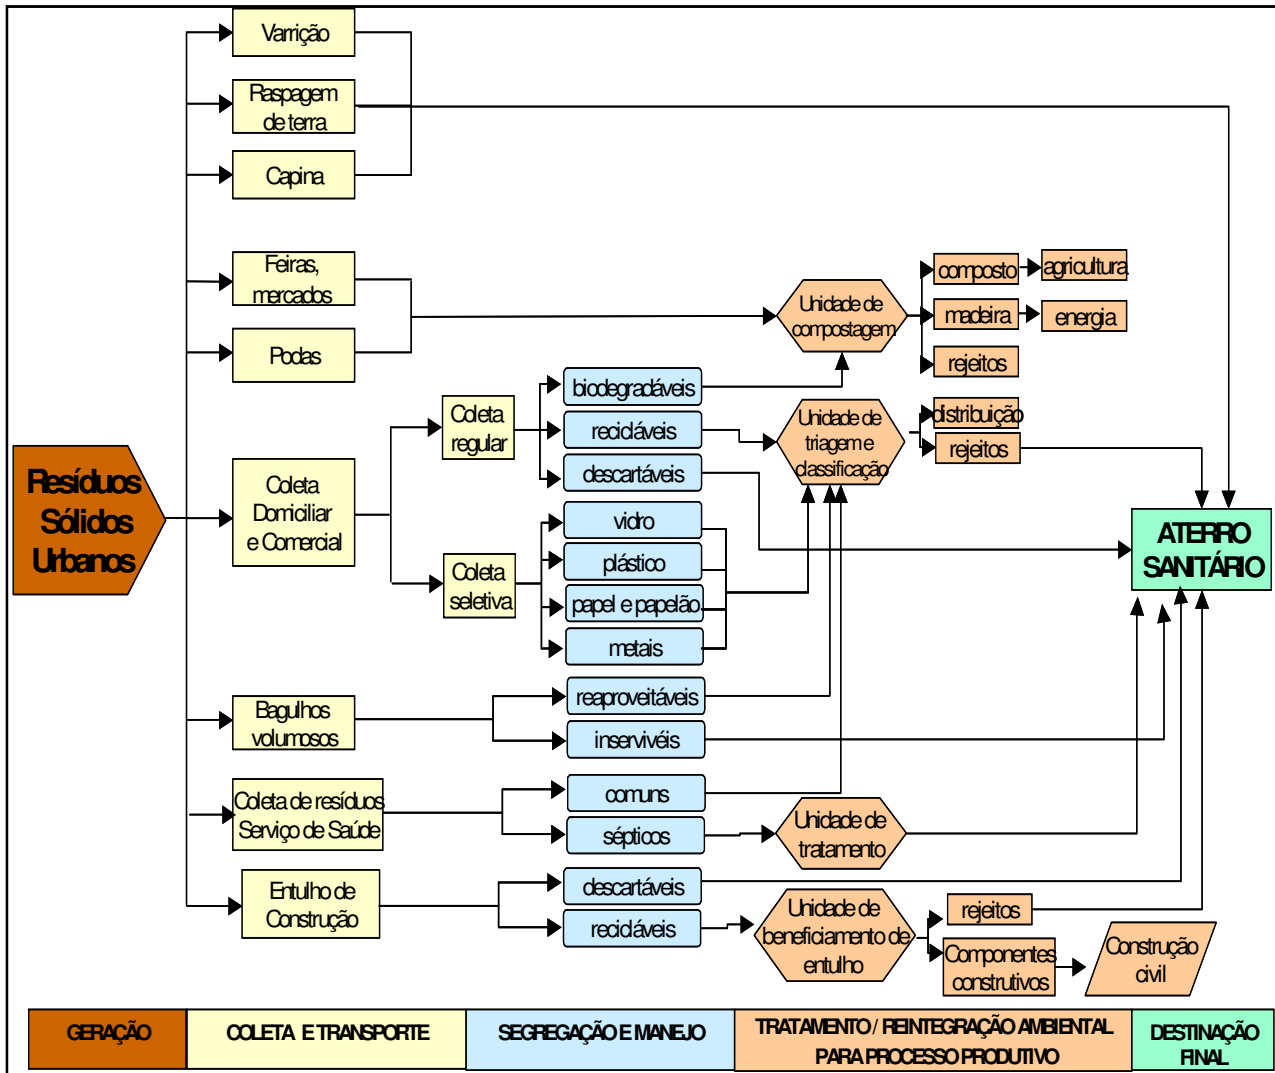 Varrição
Raspagem
de terra
Capina
Feiras,
mercados
Podas
Resíduos
Sólidos
Urbanos
Coleta
Domiciliar
e Comercial
Coleta
regular
Coleta
seletiva
Bagulhos
volumosos
Coleta de resíduos
Serviço de Saúde
Entulho de
Construção
biodegradáveis
recicláveis
descartáveis
vidro
plástico
papel e papelão
metais
reaproveitáveis
inservivéis
comuns
sépticos
descartáveis
recicláveis
Unidade de
compostagem
composto
agricultura
madeira
energia
rejeitos
Unidade de
triagem e
classificação
distribuição
rejeitos
Unidade de
tratamento
Unidade de
beneficiamento de
entulho
rejeitos
Componentes
construtivos
Construção
civil
ATERRO
SANITÁRIO
GERAÇÃO
COLETA E TRANSPORTE
SEGREGAÇÃO E MANEJO
TRATAMENTO / REINTEGRAÇÃO AMBIENTAL
PARA PROCESSO PRODUTIVO
DESTINAÇÃO
FINAL